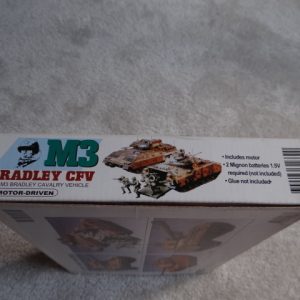 M3
RADLEY CFV
M3 BRADLEY CAVALRY VEHICLE
MOTOR-DRIVEN
• Includes motor
• 2 Mignon batteries 1.5V
required (not included)
• Glue not included•